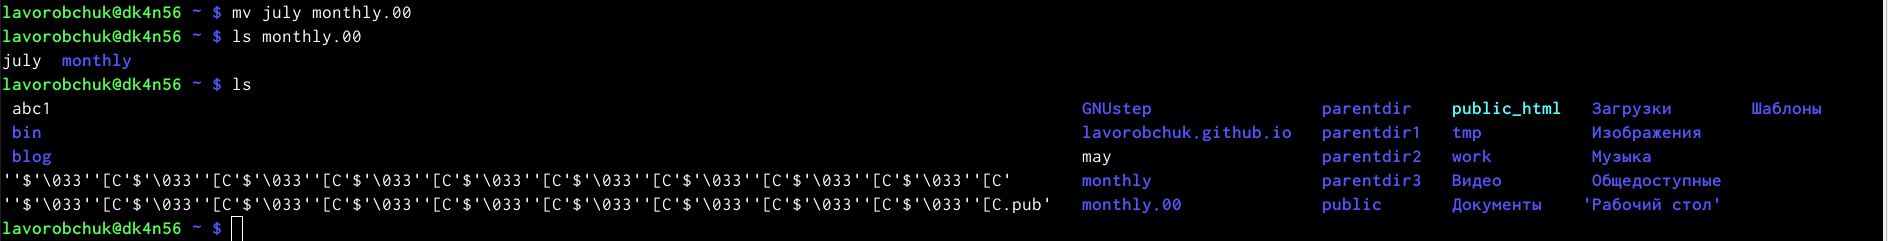 lavorobchuk@dk4n56 ~ $ mv july monthly.00
lavorobchuk@dk4n56 ~ $ ls monthly.00
july  monthly
lavorobchuk@dk4n56 ~ $ ls
abc1 GNUstep parentdir public_html Загрузки Шаблоны
bin lavorobchuk.github.io parentdir1 tmp Изображения
blog may parentdir2 work Музыка
''$'\033''[C'$'\033''[C'$'\033''[C'$'\033''[C'$'\033''[C'$'\033''[C'$'\033''[C'$'\033''[C'$'\033''[C' monthly parentdir3 Видео Общедоступные
''$'\033''[C'$'\033''[C'$'\033''[C'$'\033''[C'$'\033''[C'$'\033''[C'$'\033''[C'$'\033''[C'$'\033''[C.pub' monthly.00 public Документы 'Рабочий стол'
lavorobchuk@dk4n56 ~ $